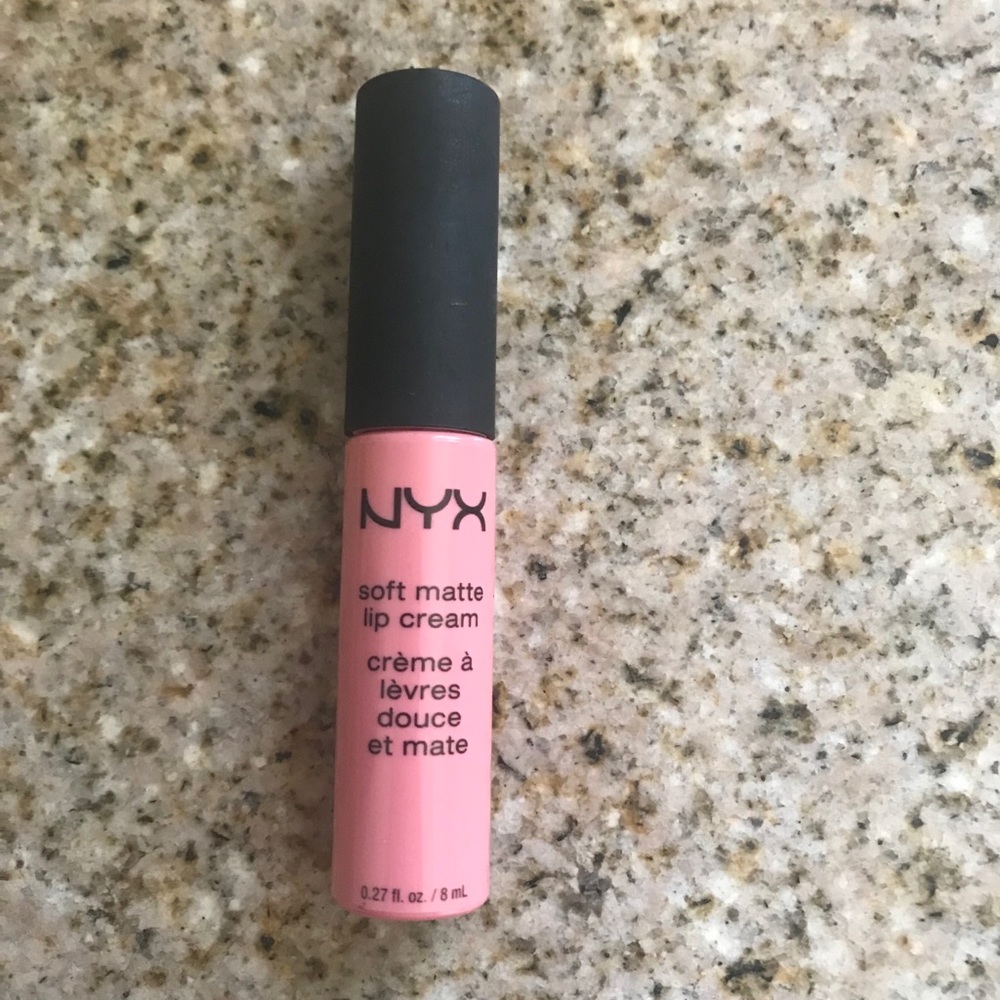 NYX
soft matte
lip cream
crème à
lèvres
douce
et mate
0.27 fl. oz. / 8 mL